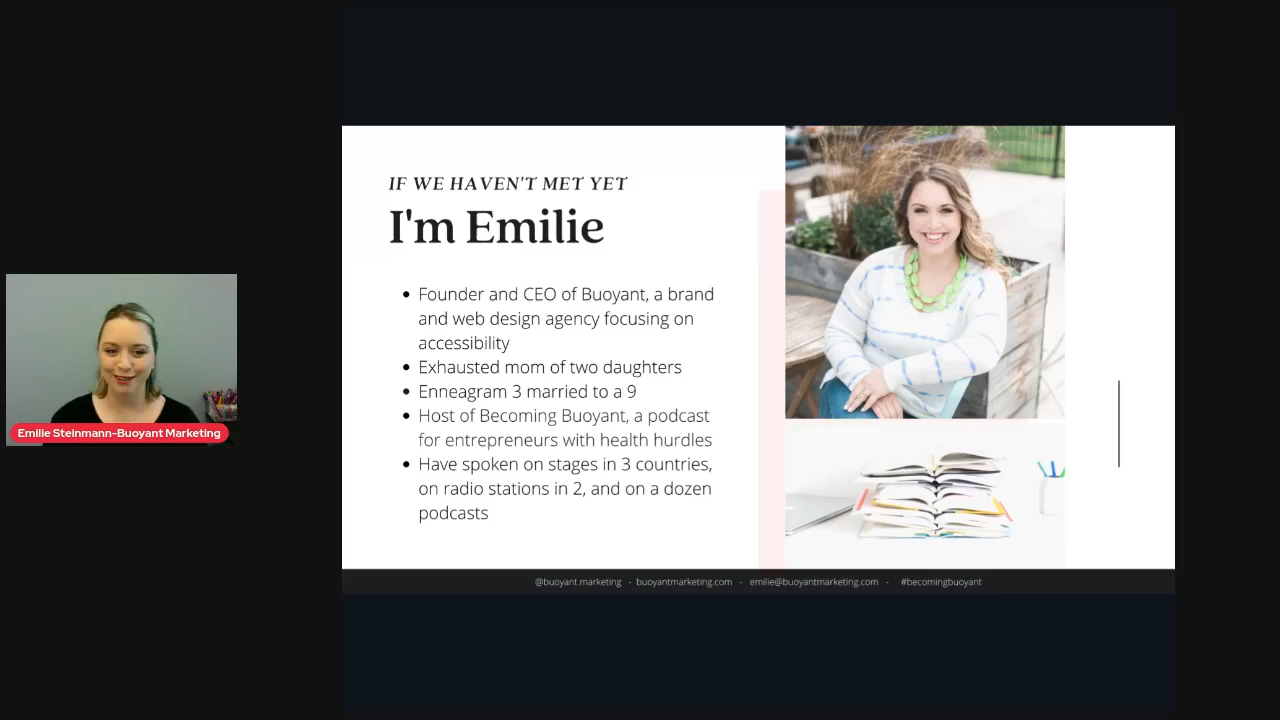 IF WE HAVEN'T MET YET
I'm Emilie
• Founder and CEO of Buoyant, a brand
and web design agency focusing on
accessibility
• Exhausted mom of two daughters
• Enneagram 3 married to a 9
• Host of Becoming Buoyant, a podcast
for entrepreneurs with health hurdles
• Have spoken on stages in 3 countries,
on radio stations in 2, and on a dozen
podcasts
Emilie Steinmann-Buoyant Marketing
@buoyant.marketing - buoyantmarketing.com - emilie@buoyantmarketing.com - #becomingbuoyant